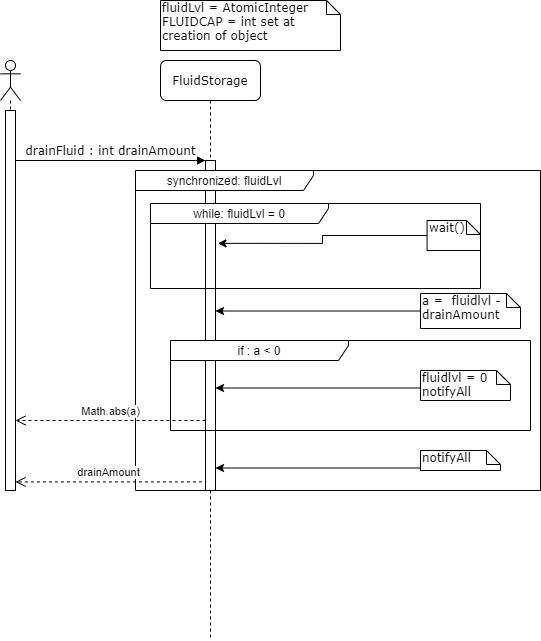 fluidLvl = AtomicInteger
FLUIDCAP = int set at
creation of object
FluidStorage
drainFluid : int drainAmount
synchronized: fluidLvl
while: fluidLvl = 0
wait()
a =  fluidlvl -
drainAmount
if : a < 0
fluidlvl = 0
notifyAll
Math.abs(a)
notifyAll
drainAmount